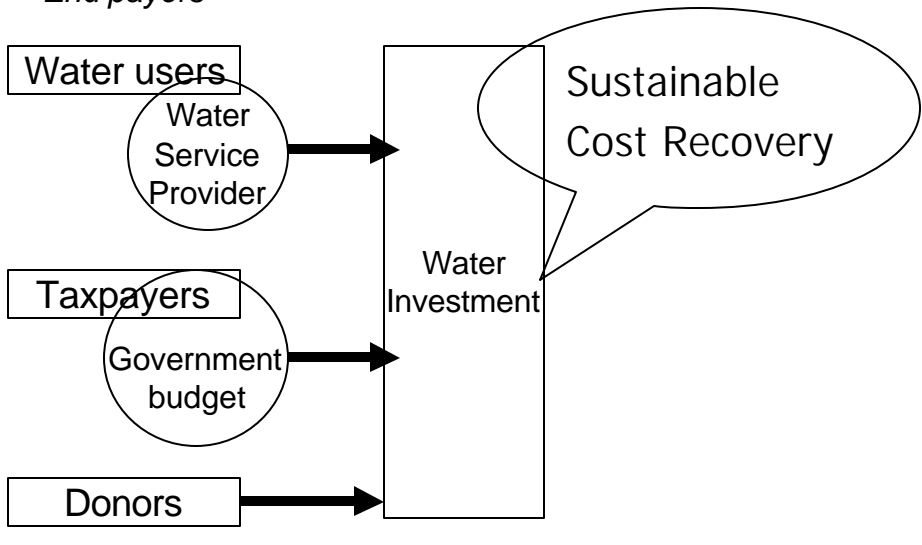 End payers
Water users
Water
Service
Provider
Sustainable
Cost Recovery
Water
Investment
Taxpayers
Government
budget
Donors